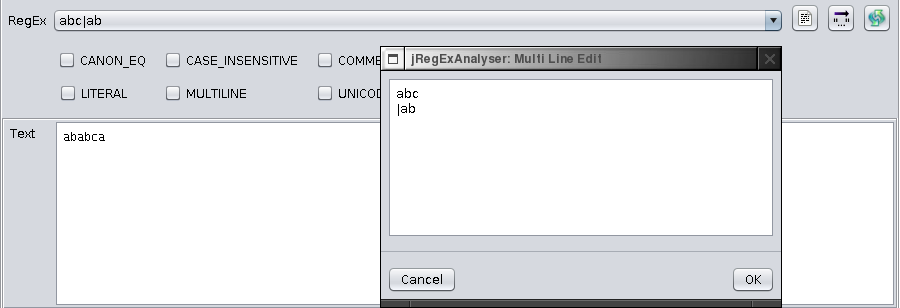 RegEx abc|ab
CANON_EQ CASE_INSENSITIVE COMME
LITERAL MULTILINE UNICOD
Text ababca
jRegExAnalyser: Multi Line Edit
abc
|ab
Cancel OK